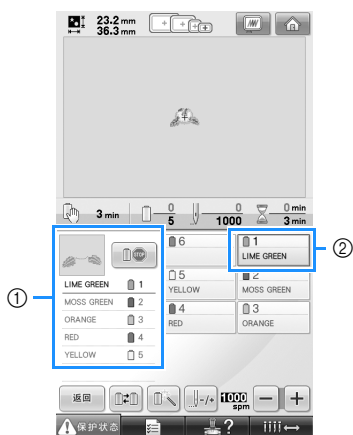 23.2 mm
36.3 mm
3 min
0
5
0
1000
0 min
3 min
6
1
LIME GREEN
LIME GREEN 1
MOSS GREEN 2
ORANGE 3
RED 4
YELLOW 5
5
YELLOW
2
MOSS GREEN
4
RED
3
ORANGE
①
②
返回
-/+
1000
spm
−
+
保护状态
?